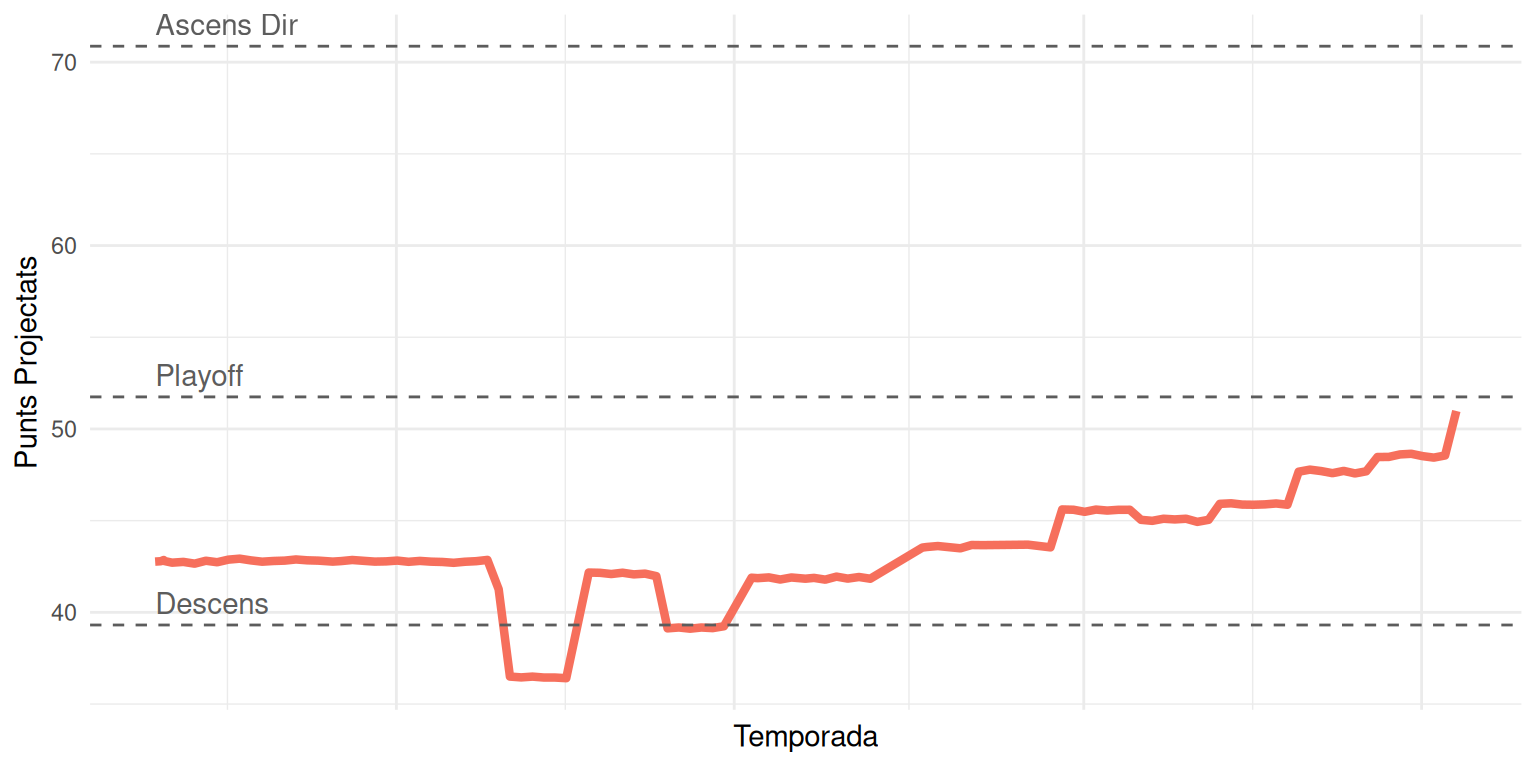 Ascens Dir
70
60
Punts Projectats
Playoff
50
Descens
40
Temporada